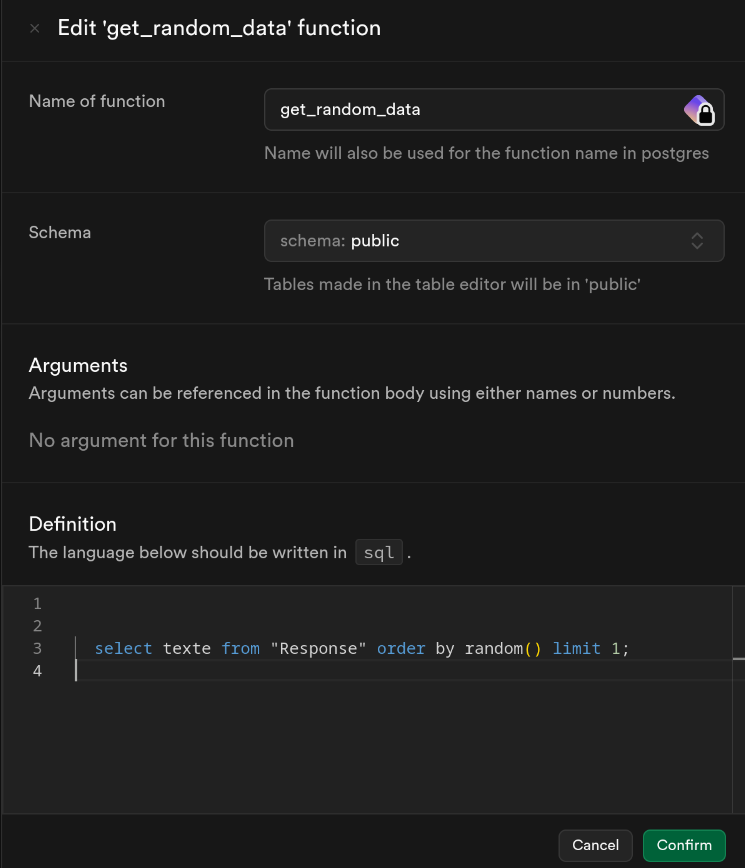 Edit 'get_random_data' function
Name of function
get_random_data
Name will also be used for the function name in postgres
Schema
schema: public
Tables made in the table editor will be in 'public'
Arguments
Arguments can be referenced in the function body using either names or numbers.
No argument for this function
Definition
The language below should be written in sql .
1
2
3 select texte from "Response" order by random() limit 1;
4
Cancel Confirm